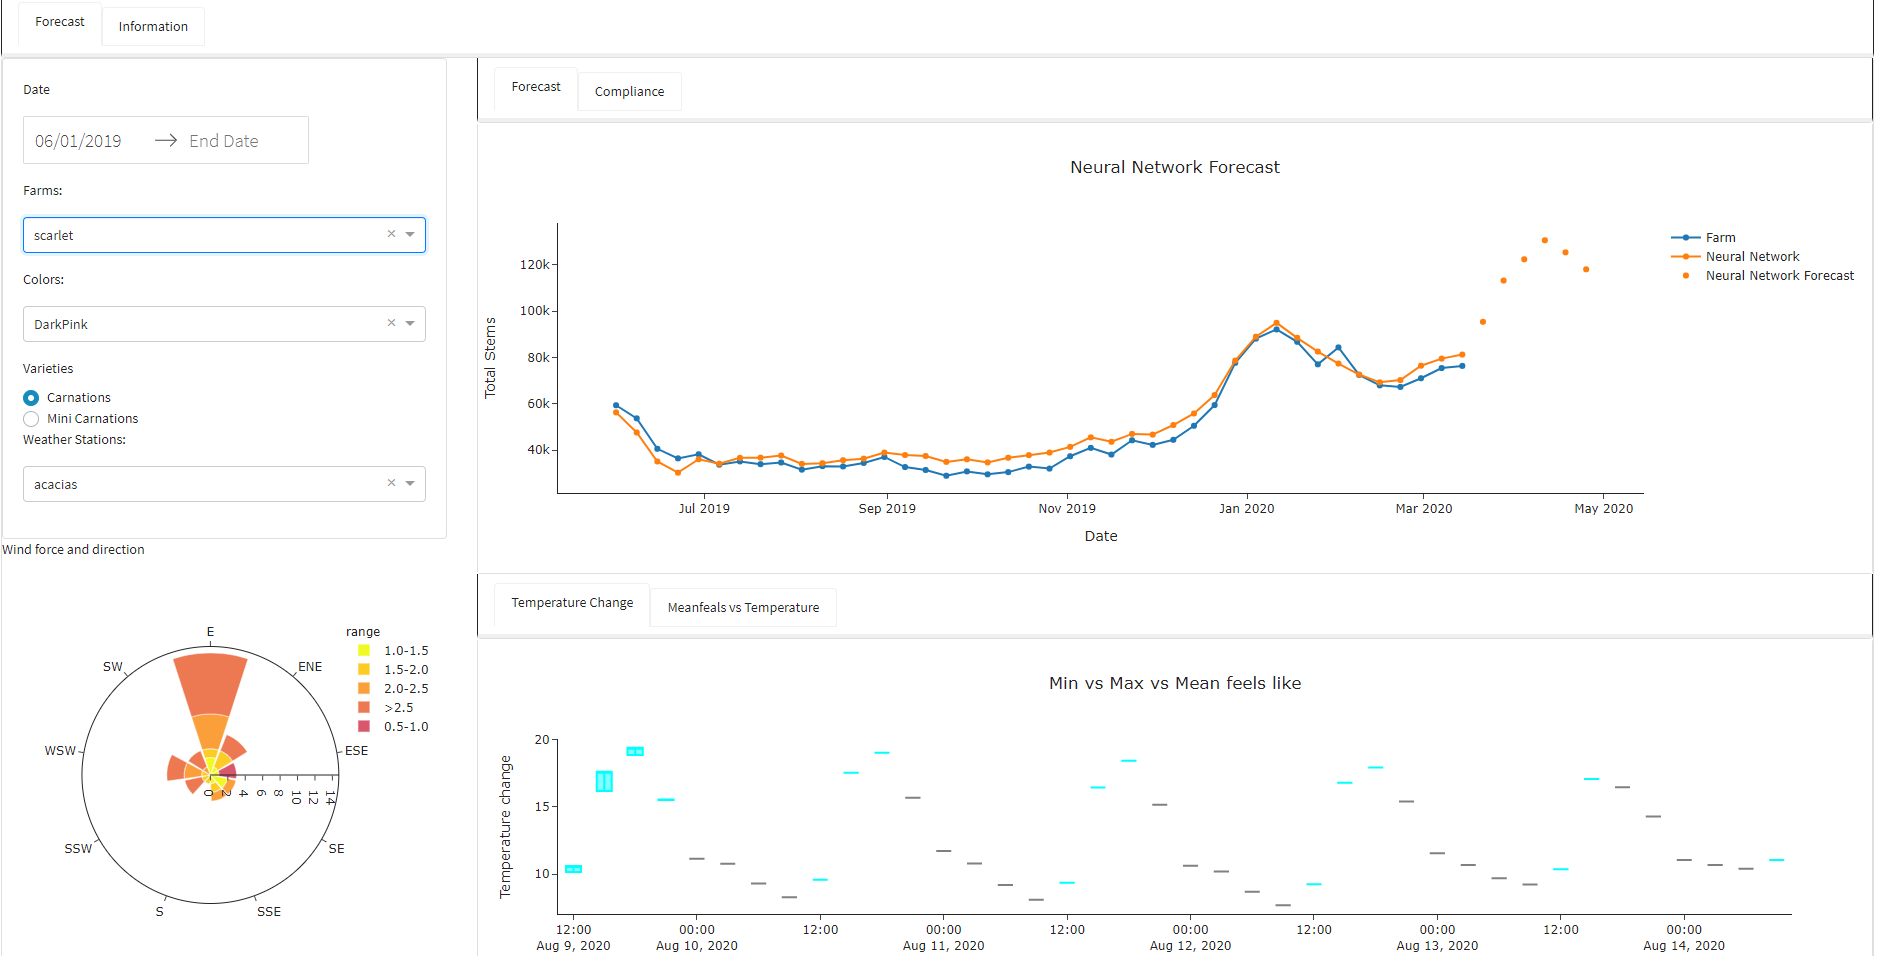 Forecast
Information
Date
06/01/2019 → End Date
Farms:
scarlet
Colors:
DarkPink
Varieties
Carnations
Mini Carnations
Weather Stations:
acacias
Wind force and direction
E
ENE
ESE
SE
SSE
S
SSW
WSW
SW
0 2 4 6 8 10 12 14
range
1.0-1.5
1.5-2.0
2.0-2.5
>2.5
0.5-1.0
Forecast
Compliance
Neural Network Forecast
Total Stems
120k
100k
80k
60k
40k
Jul 2019 Sep 2019 Nov 2019 Jan 2020 Mar 2020 May 2020
Date
Farm
Neural Network
Neural Network Forecast
Temperature Change
Meanfeals vs Temperature
Min vs Max vs Mean feels like
Temperature change
20
15
10
12:00 00:00 12:00 00:00 12:00 00:00 12:00 00:00 12:00 00:00
Aug 9, 2020 Aug 10, 2020 Aug 11, 2020 Aug 12, 2020 Aug 13, 2020 Aug 14, 2020